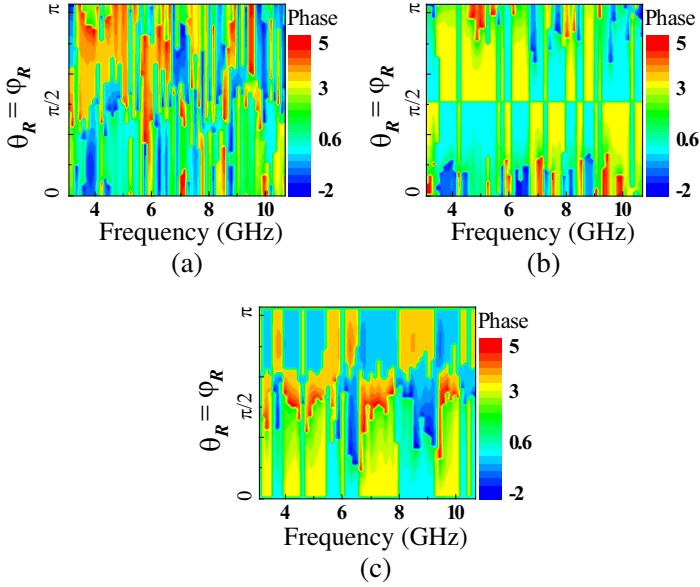 π
Phase
5
3
0.6
-2
π/2
0
θR = φR
4 6 8 10
Frequency (GHz)
(a)
π
Phase
5
3
0.6
-2
π/2
0
θR = φR
4 6 8 10
Frequency (GHz)
(b)
π
Phase
5
3
0.6
-2
π/2
0
θR = φR
4 6 8 10
Frequency (GHz)
(c)